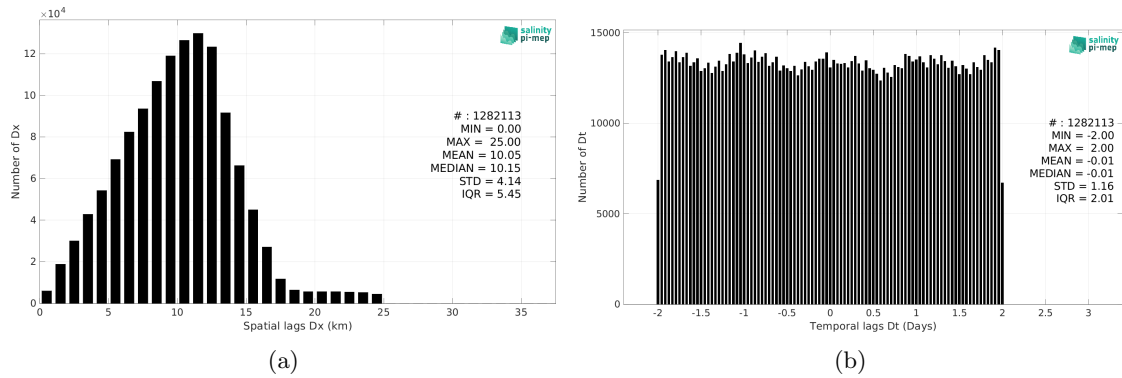 ×10⁴
14
12
10
8
6
4
2
0
Number of Dx
salinity
pi-mep
# : 1282113
MIN = 0.00
MAX = 25.00
MEAN = 10.05
MEDIAN = 10.15
STD = 4.14
IQR = 5.45
0 5 10 15 20 25 30 35
Spatial lags Dx (km)
(a)
15000
10000
5000
0
Number of Dt
salinity
pi-mep
# : 1282113
MIN = -2.00
MAX = 2.00
MEAN = -0.01
MEDIAN = -0.01
STD = 1.16
IQR = 2.01
-2 -1.5 -1 -0.5 0 0.5 1 1.5 2 2.5 3
Temporal lags Dt (Days)
(b)